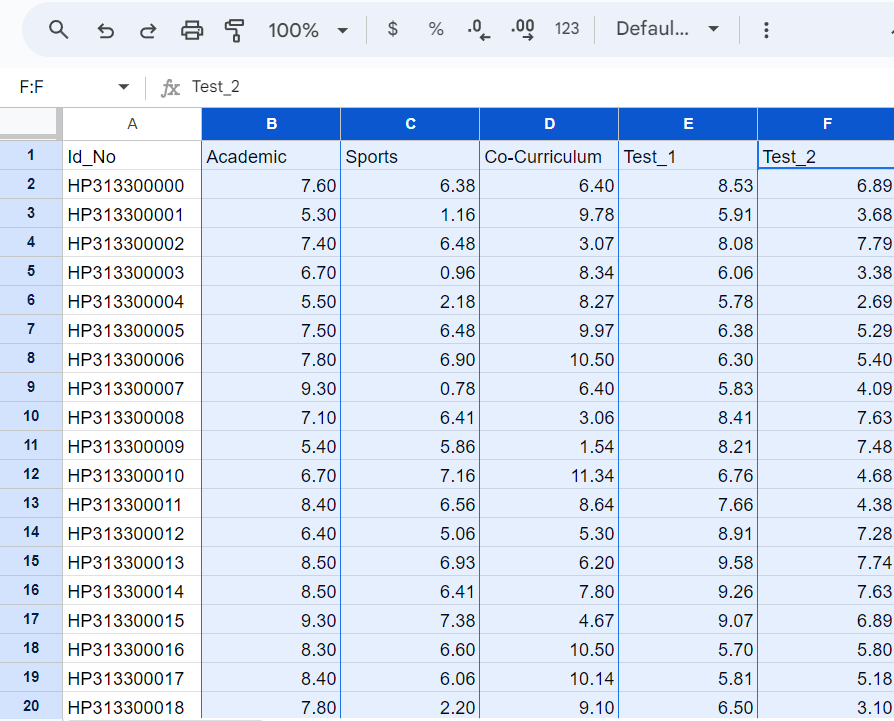 100% $ % .0 .00 123 Defaul...
F:F fx Test_2
A B C D E F
1 Id_No Academic Sports Co-Curriculum Test_1 Test_2
2 HP313300000 7.60 6.38 6.40 8.53 6.89
3 HP313300001 5.30 1.16 9.78 5.91 3.68
4 HP313300002 7.40 6.48 3.07 8.08 7.79
5 HP313300003 6.70 0.96 8.34 6.06 3.38
6 HP313300004 5.50 2.18 8.27 5.78 2.69
7 HP313300005 7.50 6.48 9.97 6.38 5.29
8 HP313300006 7.80 6.90 10.50 6.30 5.40
9 HP313300007 9.30 0.78 6.40 5.83 4.09
10 HP313300008 7.10 6.41 3.06 8.41 7.63
11 HP313300009 5.40 5.86 1.54 8.21 7.48
12 HP313300010 6.70 7.16 11.34 6.76 4.68
13 HP313300011 8.40 6.56 8.64 7.66 4.38
14 HP313300012 6.40 5.06 5.30 8.91 7.28
15 HP313300013 8.50 6.93 6.20 9.58 7.74
16 HP313300014 8.50 6.41 7.80 9.26 7.63
17 HP313300015 9.30 7.38 4.67 9.07 6.89
18 HP313300016 8.30 6.60 10.50 5.70 5.80
19 HP313300017 8.40 6.06 10.14 5.81 5.18
20 HP313300018 7.80 2.20 9.10 6.50 3.10